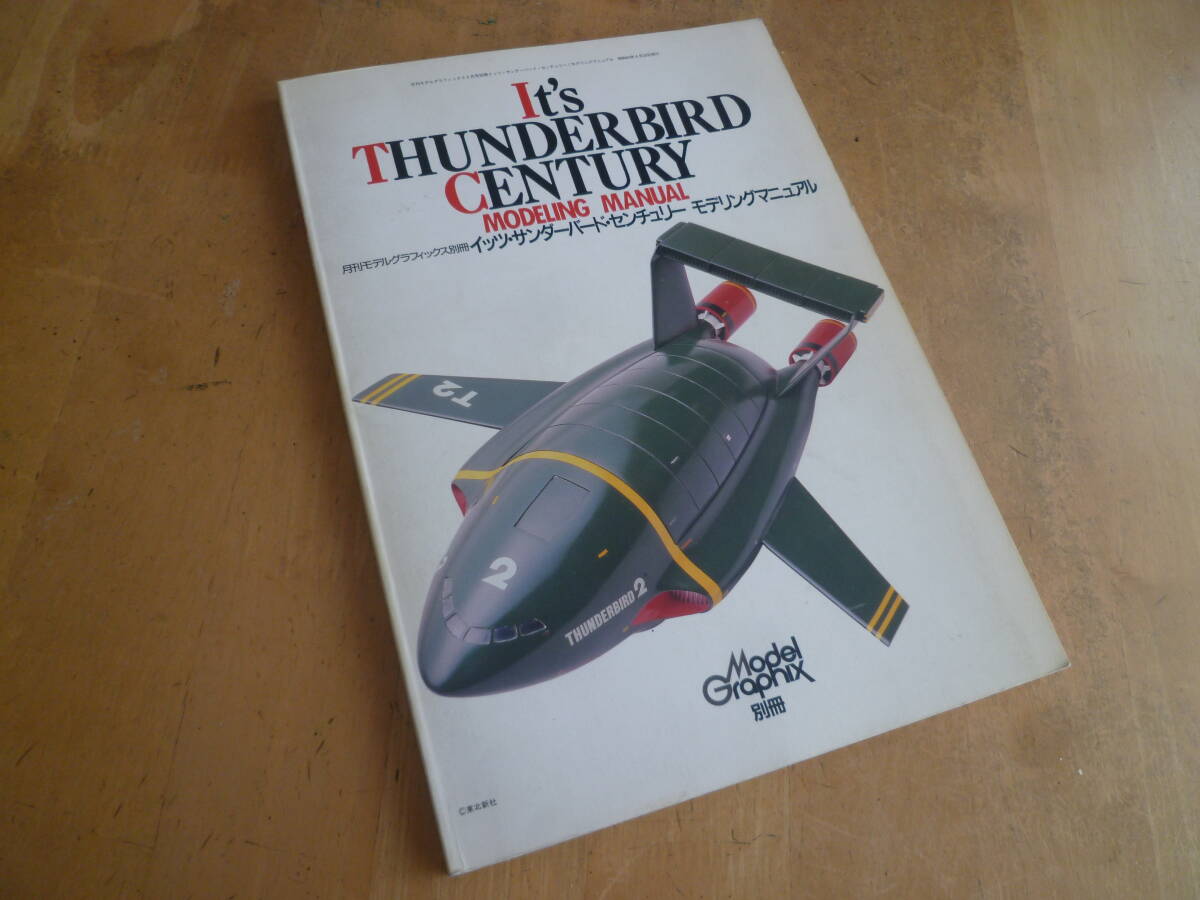 It's
THUNDERBIRD
CENTURY
MODELING MANUAL
月刊モデルグラフィックス別冊 イッツ・サンダーバード・センチュリー モデリングマニュアル
T2
2
THUNDERBIRD 2
Model
Graphix
別冊
©東北新社